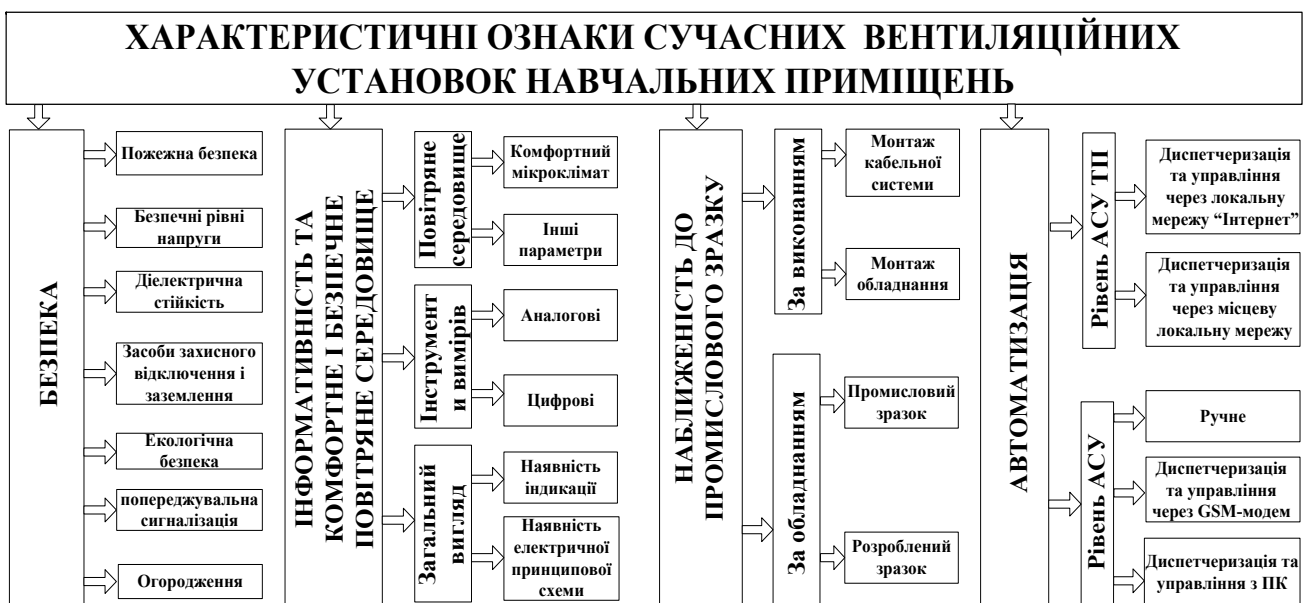 ХАРАКТЕРИСТИЧНІ ОЗНАКИ СУЧАСНИХ ВЕНТИЛЯЦІЙНИХ
УСТАНОВОК НАВЧАЛЬНИХ ПРИМІЩЕНЬ
БЕЗПЕКА
Пожежна безпека
Безпечні рівні
напруги
Діелектрична
стійкість
Засоби захисного
відключення і
заземлення
Екологічна
безпека
попереджувальна
сигналізація
Огородження
ІНФОРМАТИВНІСТЬ ТА
КОМФОРТНЕ І БЕЗПЕЧНЕ
ПОВІТРЯНЕ СЕРЕДОВИЩЕ
Повітряне
середовище
Комфортний
мікроклімат
Інші
параметри
Інструмент
и вимірів
Аналогові
Цифрові
Загальний
вигляд
Наявність
індикації
Наявність
електричної
принципової
схеми
НАБЛИЖЕНІСТЬ ДО
ПРОМИСЛОВОГО ЗРАЗКУ
За виконанням
Монтаж
кабельної
системи
Монтаж
обладнання
За обладнанням
Промисловий
зразок
Розроблений
зразок
АВТОМАТИЗАЦІЯ
Рівень АСУ ТП
Диспетчеризація
та управління
через локальну
мережу “Інтернет”
Диспетчеризація
та управління
через місцеву
локальну мережу
Рівень АСУ
Ручне
Диспетчеризація
та управління
через GSM-модем
Диспетчеризація та
управління з ПК